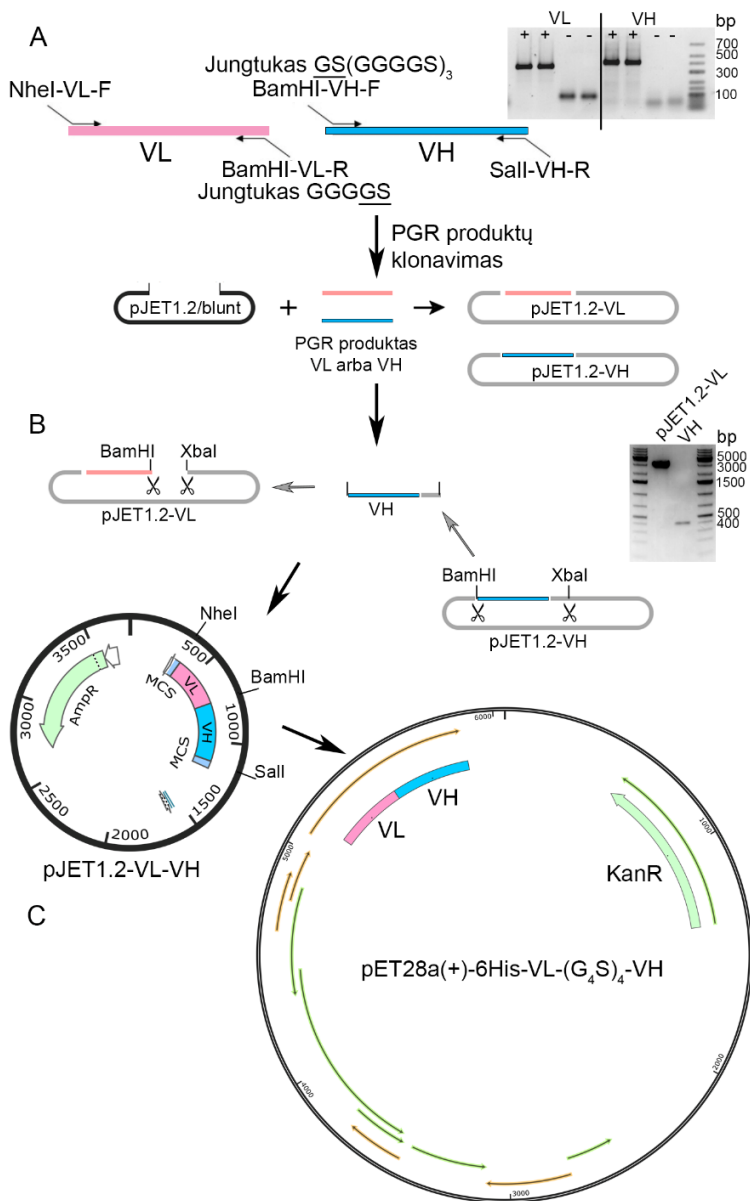 A
VL
VH
bp
+ + - - + + - -
700
500
300
100
Jungtukas GS(GGGGS)3
BamHI-VH-F
NheI-VL-F
VL
VH
BamHI-VL-R
Jungtukas GGGGS
SalI-VH-R
PGR produktų
klonavimas
pJET1.2/blunt
+
pJET1.2-VL
PGR produktas
VL arba VH
pJET1.2-VH
B
BamHI
XbaI
pJET1.2-VL
VH
pJET1.2-VL
VH
bp
5000
3000
1500
500
400
BamHI
XbaI
pJET1.2-VH
NheI
BamHI
SalI
500
1000
1500
2000
2500
3000
3500
AmpR
MCS
VL
VH
MCS
pJET1.2-VL-VH
C
6000
1000
2000
3000
4000
5000
VL
VH
KanR
pET28a(+)-6His-VL-(G4S)4-VH